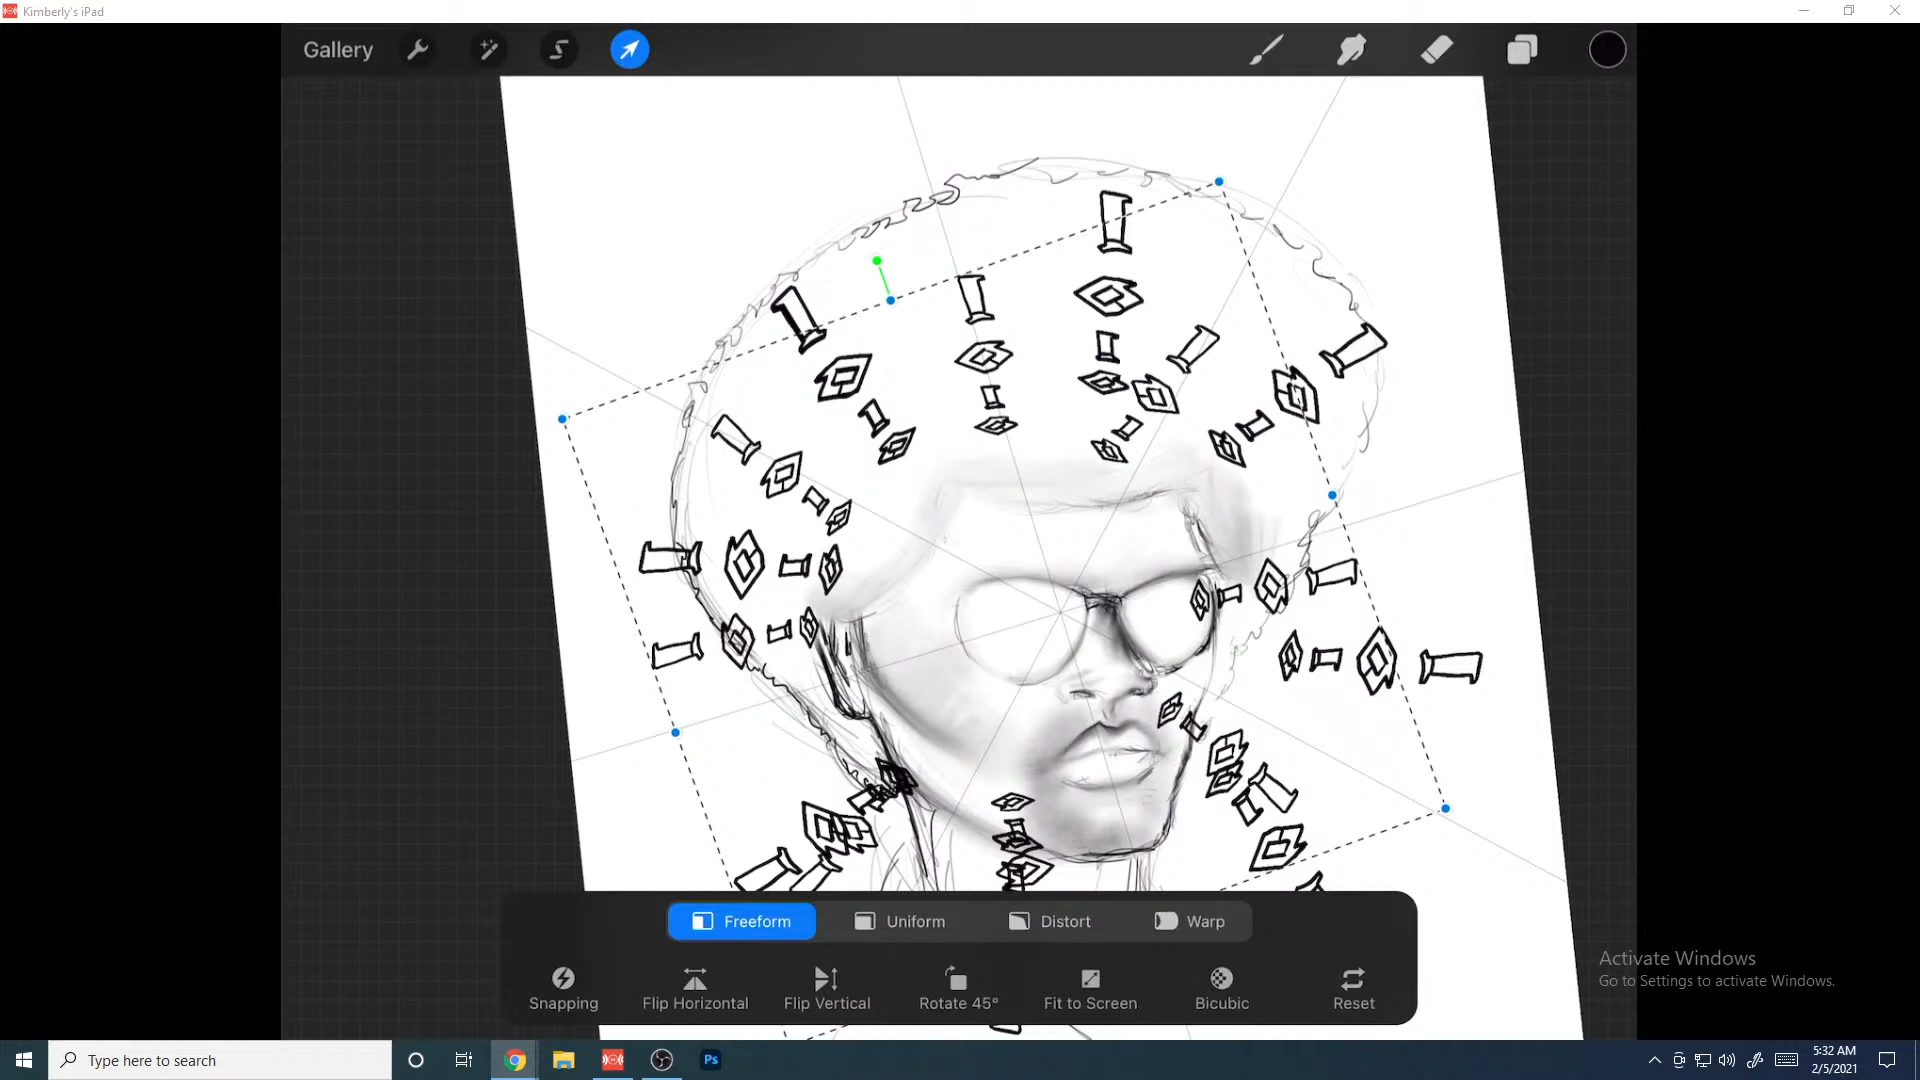 Kimberly's iPad
Gallery
Freeform
Uniform
Distort
Warp
Snapping
Flip Horizontal
Flip Vertical
Rotate 45°
Fit to Screen
Bicubic
Reset
Activate Windows
Go to Settings to activate Windows.
Type here to search
Ps
5:32 AM
2/5/2021